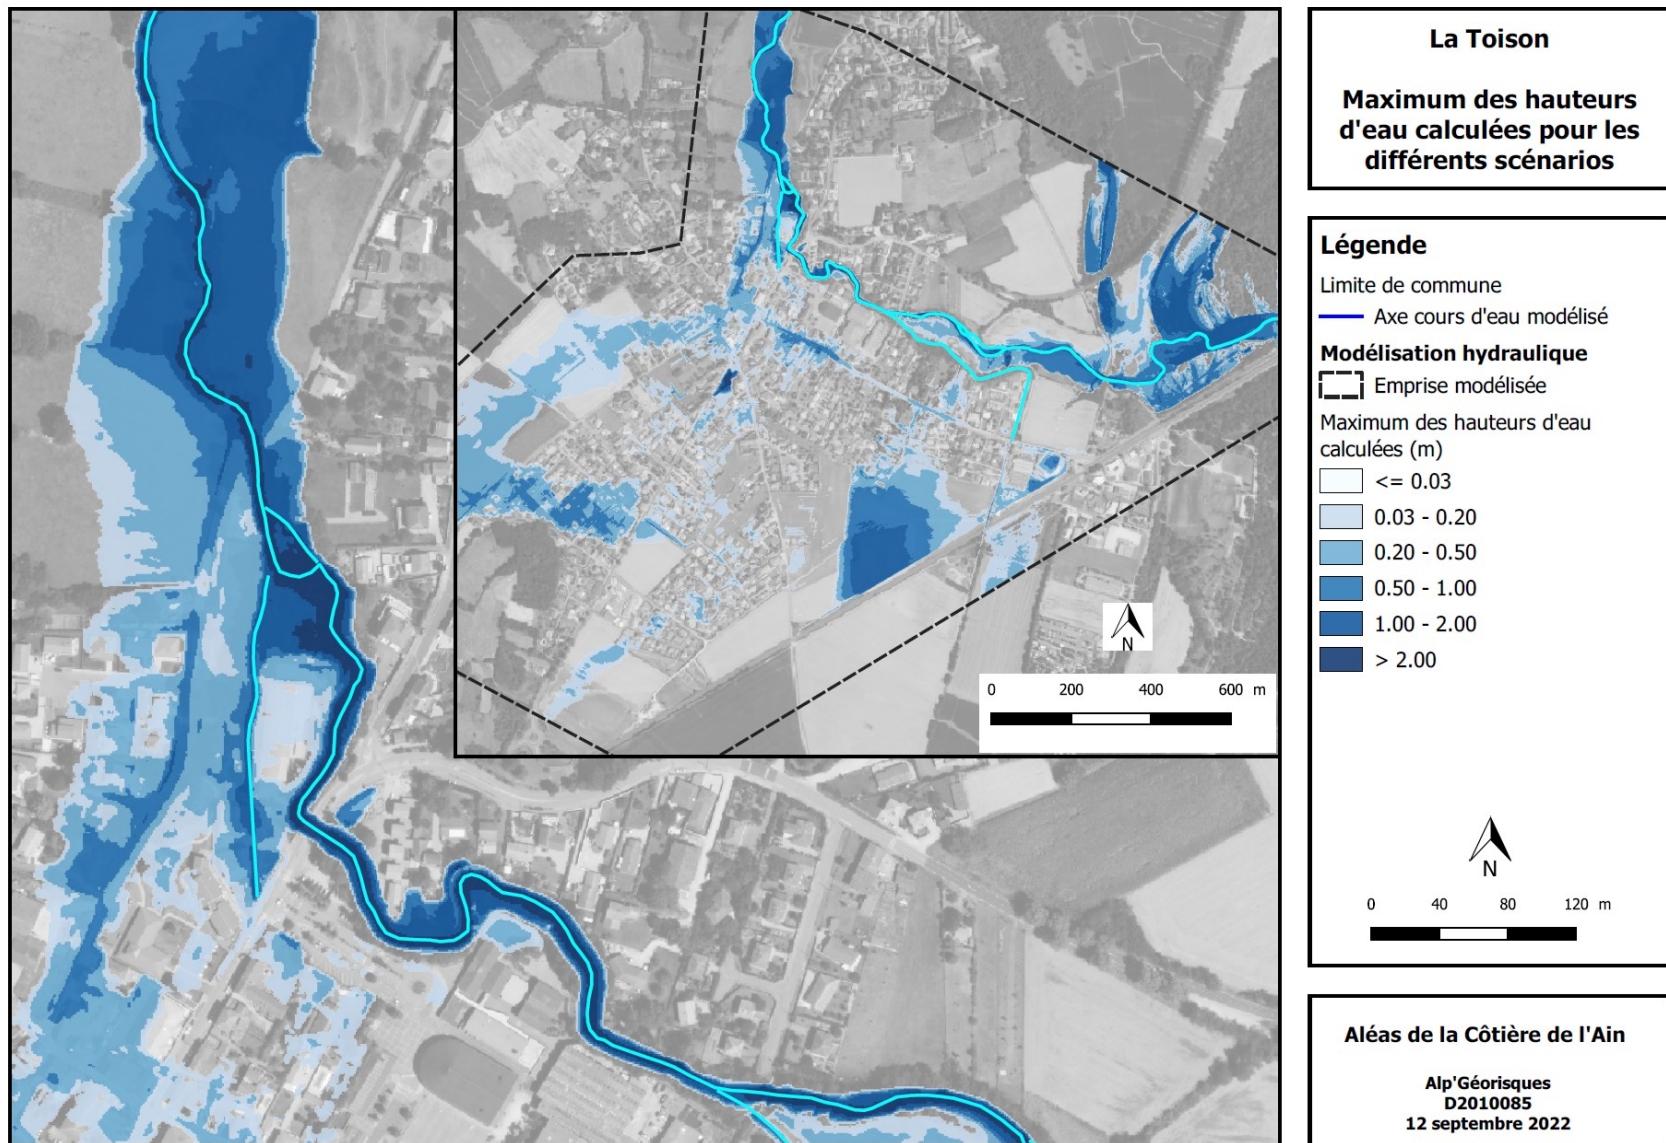 La Toison
Maximum des hauteurs
d'eau calculées pour les
différents scénarios
Légende
Limite de commune
Axe cours d'eau modélisé
Modélisation hydraulique
Emprise modélisée
Maximum des hauteurs d'eau
calculées (m)
<= 0.03
0.03 - 0.20
0.20 - 0.50
0.50 - 1.00
1.00 - 2.00
> 2.00
N
0 40 80 120 m
N
0 200 400 600 m
Aléas de la Côtière de l'Ain
Alp'Géorisques
D2010085
12 septembre 2022